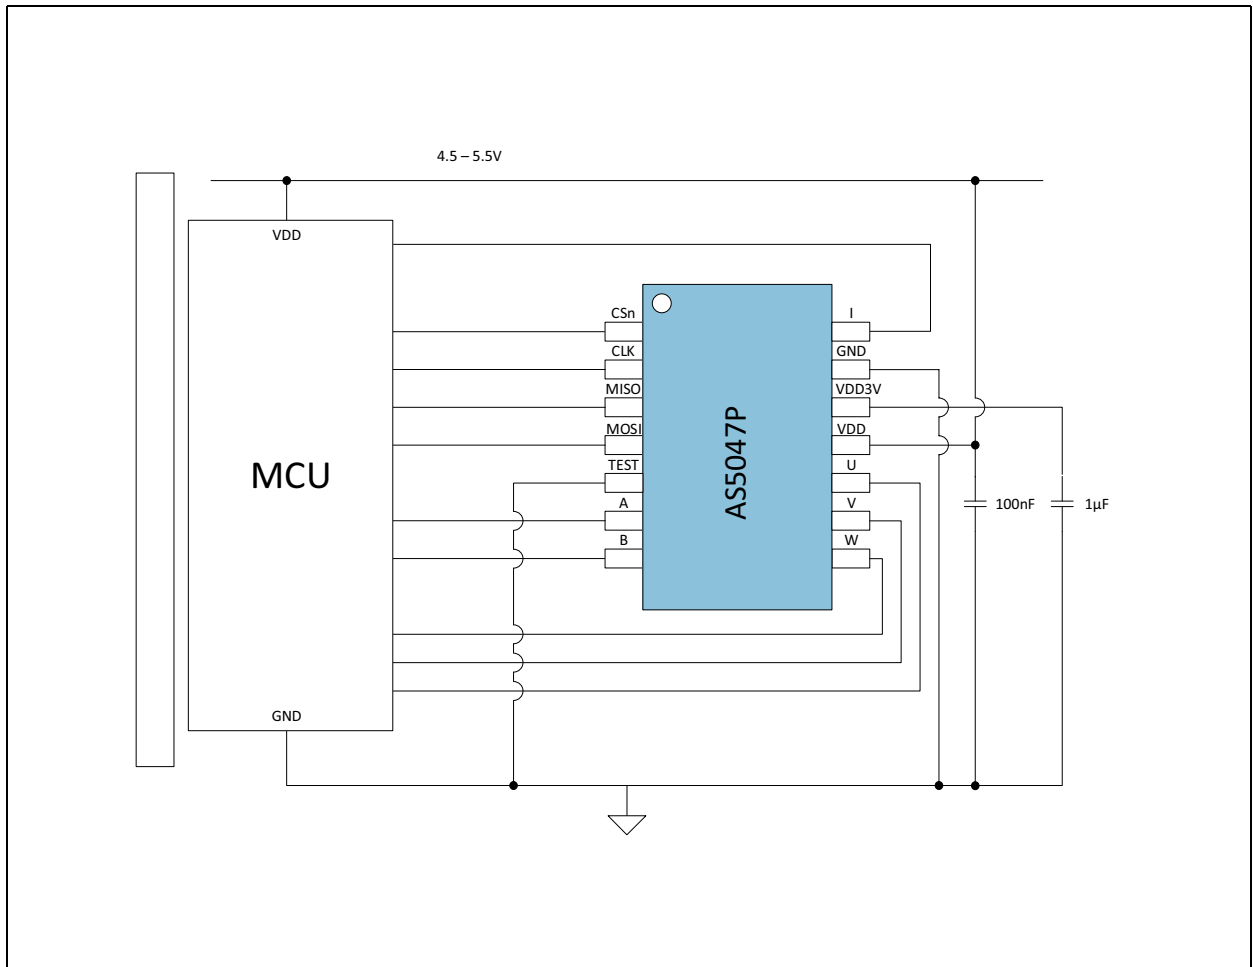 4.5 – 5.5V
VDD
MCU
GND
CSn
CLK
MISO
MOSI
TEST
A
B
AS5047P
I
GND
VDD3V
VDD
U
V
W
100nF
1µF